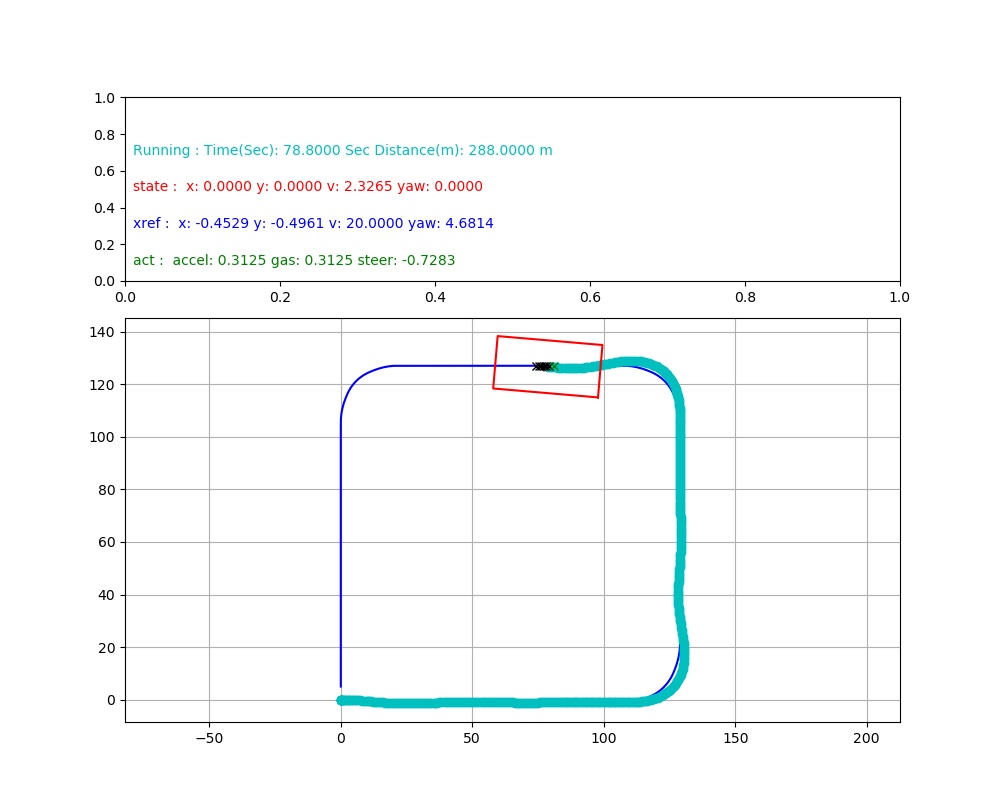 1.0
0.8
Running : Time(Sec): 78.8000 Sec Distance(m): 288.0000 m
0.6
state :  x: 0.0000 y: 0.0000 v: 2.3265 yaw: 0.0000
0.4
xref :  x: -0.4529 y: -0.4961 v: 20.0000 yaw: 4.6814
0.2
act :  accel: 0.3125 gas: 0.3125 steer: -0.7283
0.0
0.0 0.2 0.4 0.6 0.8 1.0
140
120
100
80
60
40
20
0
−50 0 50 100 150 200